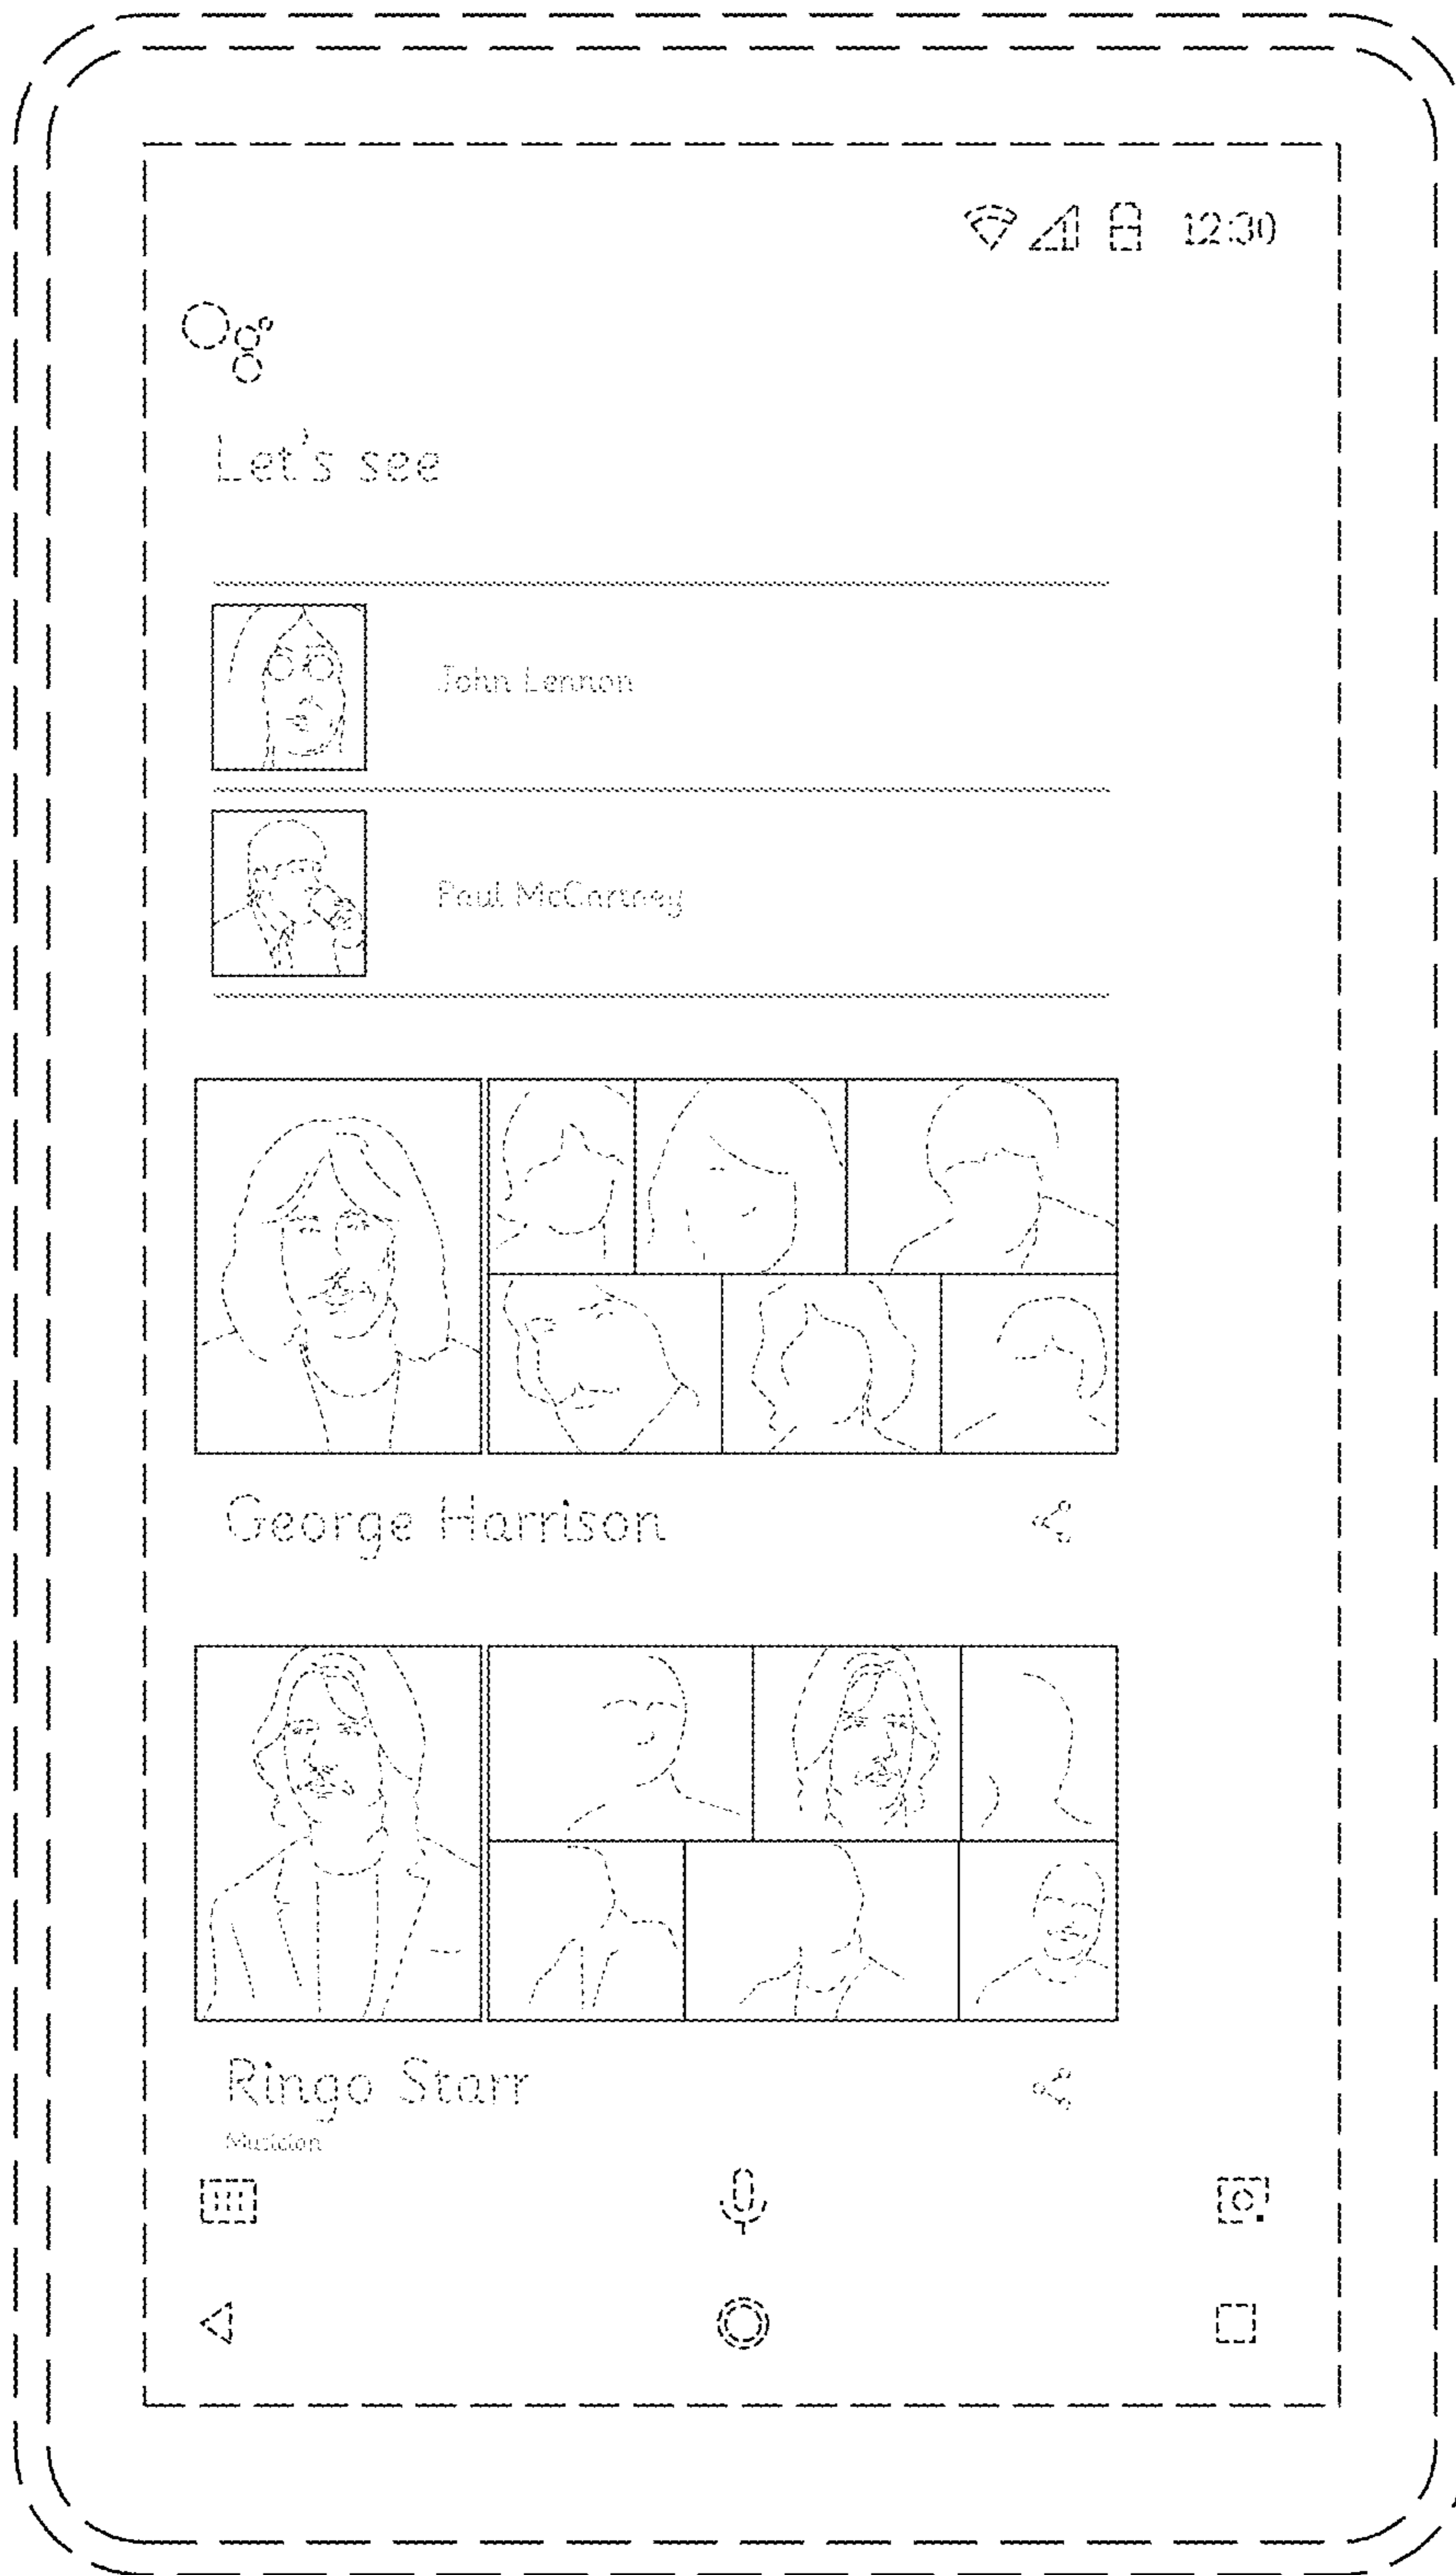 12:30
Let's see
John Lennon
Paul McCartney
George Harrison
Ringo Starr
Musician